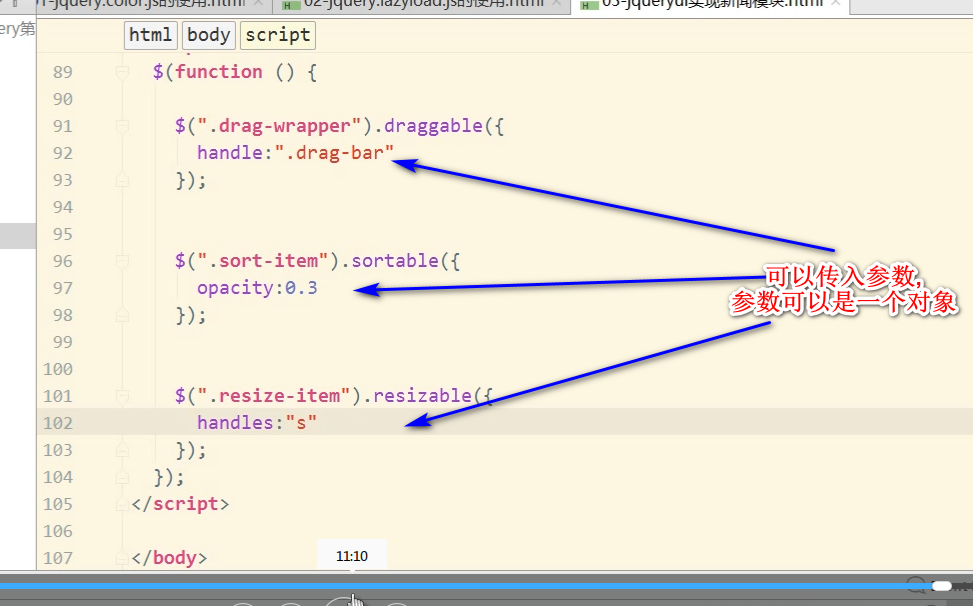 01-jquery.color.js的使用.html
02-jquery.lazyload.js的使用.html
03-jqueryui实现新闻模块.html
ery第
html body script
89 $(function () {
90
91 $(".drag-wrapper").draggable({
92 handle:".drag-bar"
93 });
94
95
96 $(".sort-item").sortable({
97 opacity:0.3
98 });
99
100
101 $(".resize-item").resizable({
102 handles:"s"
103 });
104 });
105 </script>
106
107 </body>
可以传入参数,
参数可以是一个对象
11:10